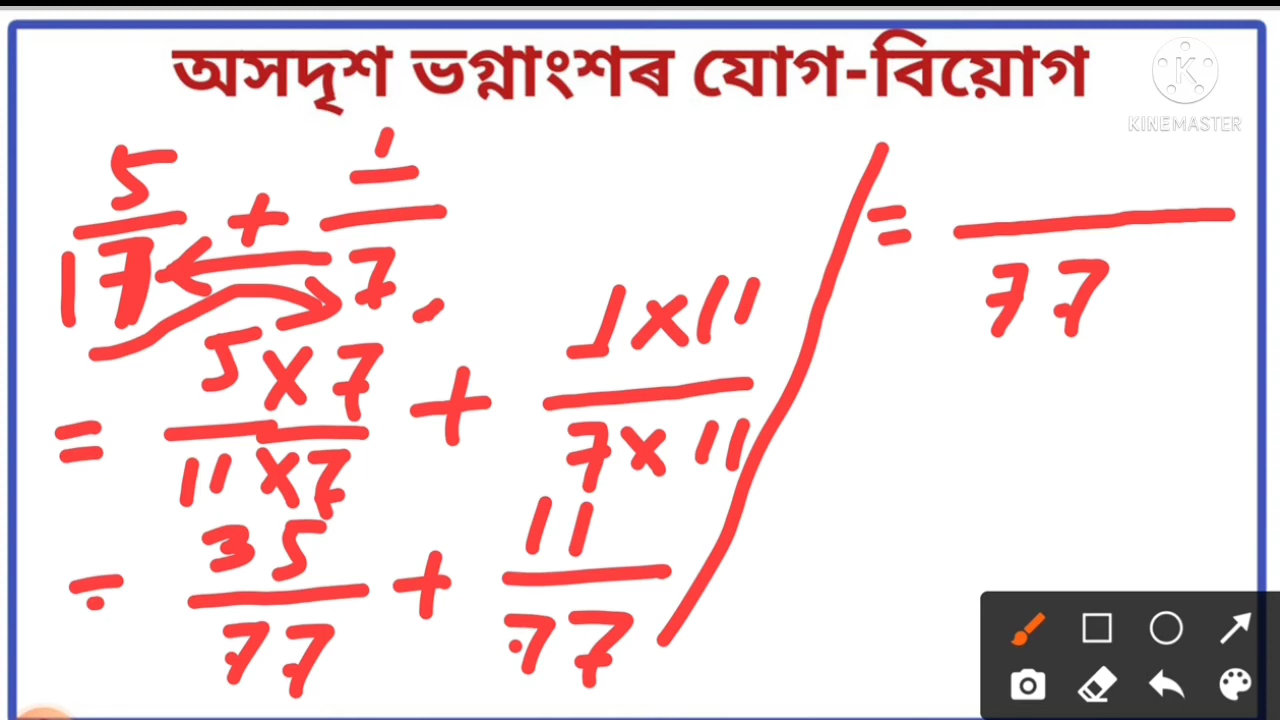 অসদৃশ ভগ্নাংশৰ যোগ-বিয়োগ
KINEMASTER
5/17 + 1/7
= 5×7/11×7 + 1×11/7×11
= 35/77 + 11/77
= /77